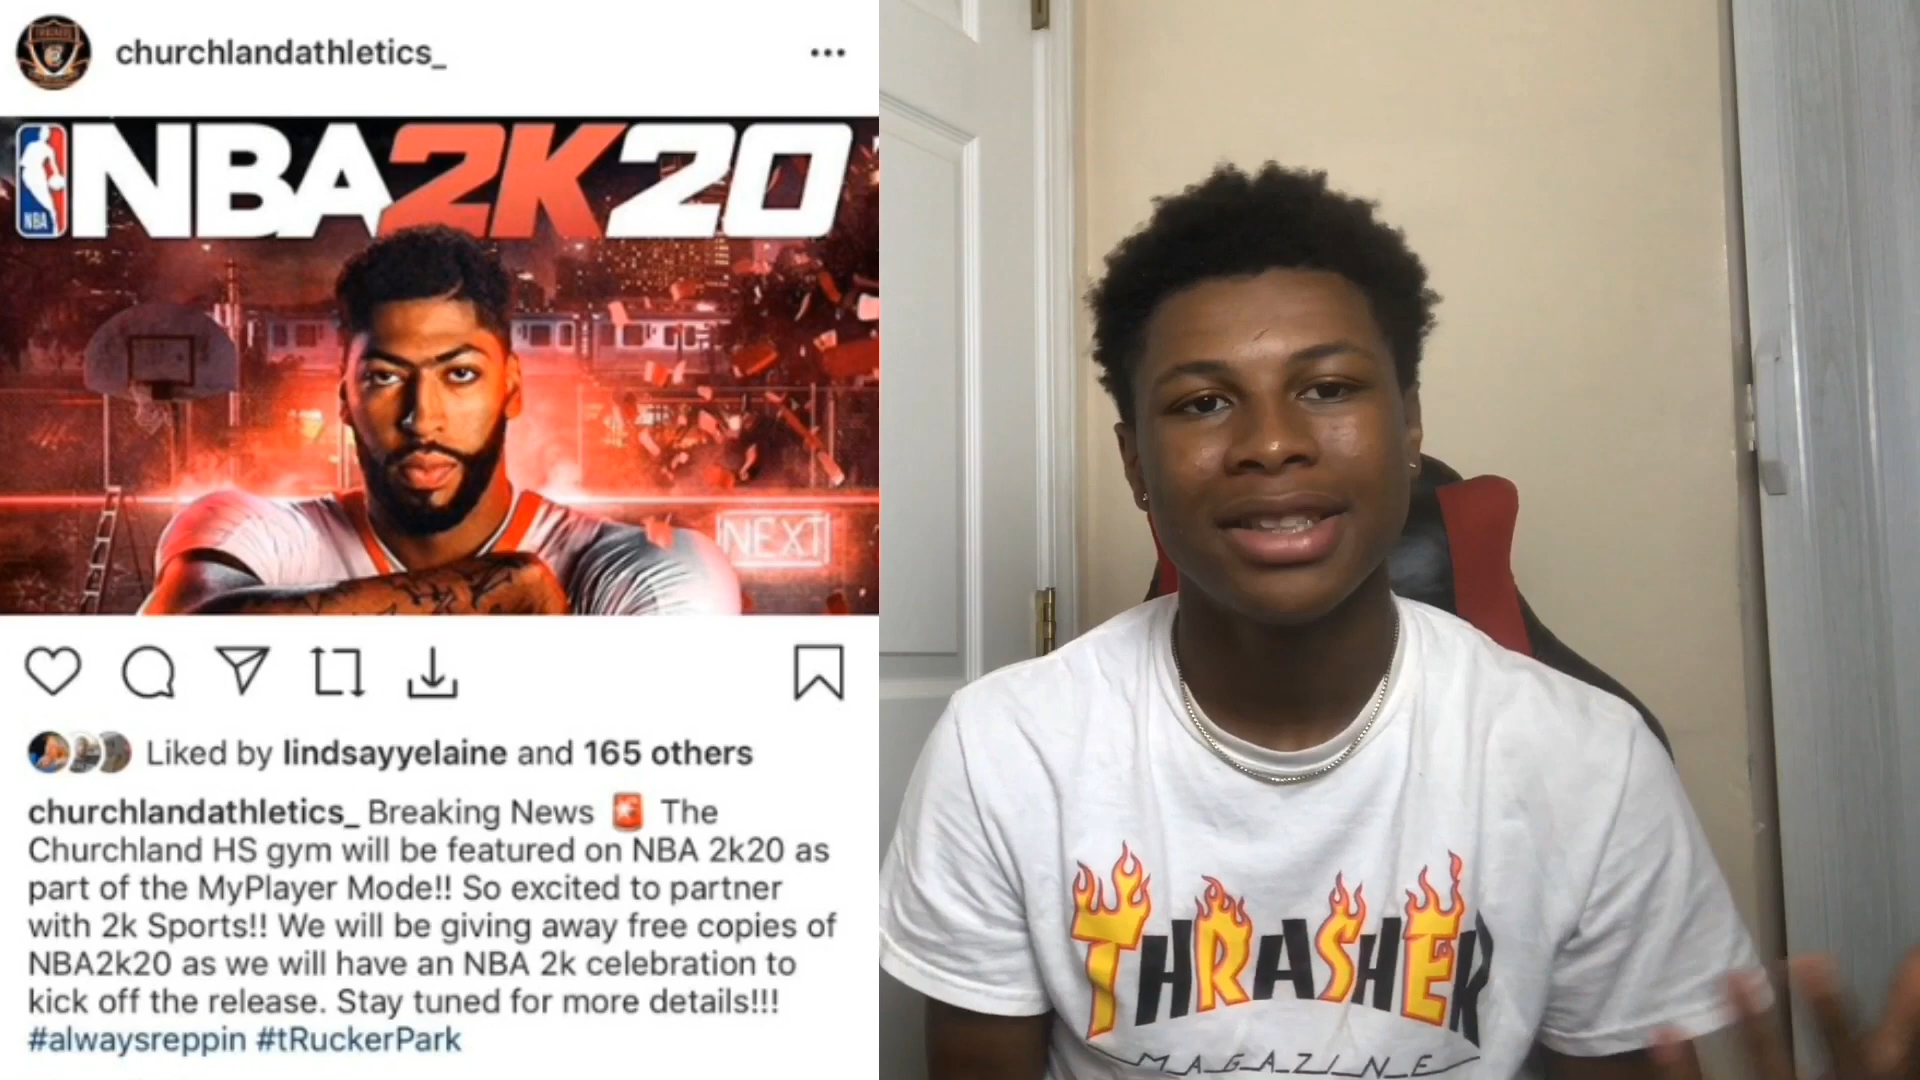 churchlandathletics_
NBA 2K20
NBA
NEXT
Liked by lindsayyelaine and 165 others
churchlandathletics_ Breaking News 🚨 The
Churchland HS gym will be featured on NBA 2k20 as
part of the MyPlayer Mode!! So excited to partner
with 2k Sports!! We will be giving away free copies of
NBA2k20 as we will have an NBA 2k celebration to
kick off the release. Stay tuned for more details!!!
#alwaysreppin #tRuckerPark
THRASHER
MAGAZINE